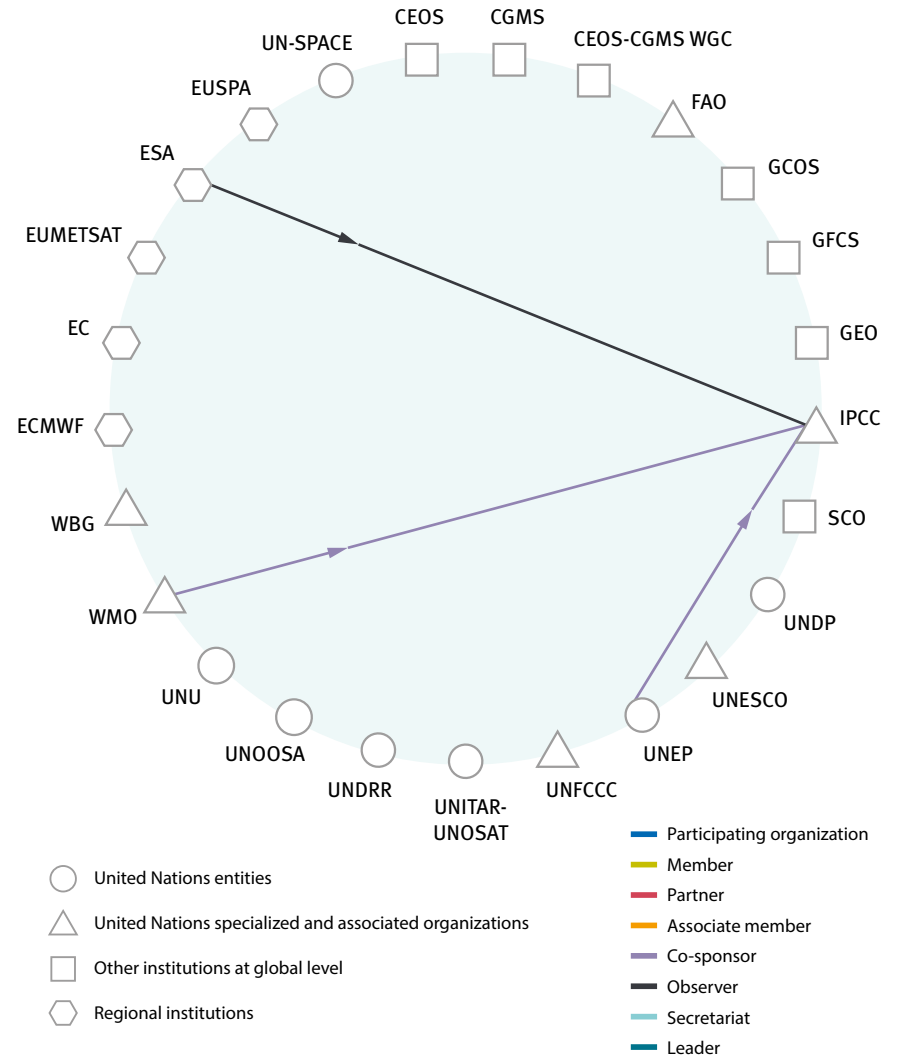 CEOS
CGMS
CEOS-CGMS WGC
UN-SPACE
EUSPA
FAO
ESA
GCOS
EUMETSAT
GFCS
EC
GEO
ECMWF
IPCC
WBG
SCO
WMO
UNDP
UNU
UNESCO
UNOOSA
UNEP
UNDRR
UNFCCC
UNITAR-
UNOSAT
United Nations entities
United Nations specialized and associated organizations
Other institutions at global level
Regional institutions
Participating organization
Member
Partner
Associate member
Co-sponsor
Observer
Secretariat
Leader